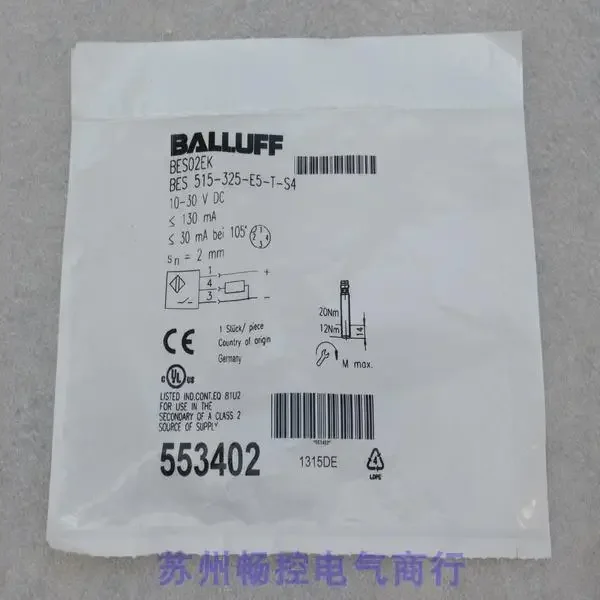 BALLUFF
BES02EK
BES 515-325-E5-T-S4
10-30 V DC
≤ 130 mA
≤ 30 mA bei 105°
sn = 2 mm
1 +
4
3 −
20Nm
12Nm
14
M max.
CE
1 Stück/ piece
Country of origin
Germany
c UL us
LISTED IND.CONT.EQ 81U2
FOR USE IN THE
SECONDARY OF A CLASS 2
SOURCE OF SUPPLY
553402
*553402*
1315DE
4
LDPE
苏州畅控电气商行